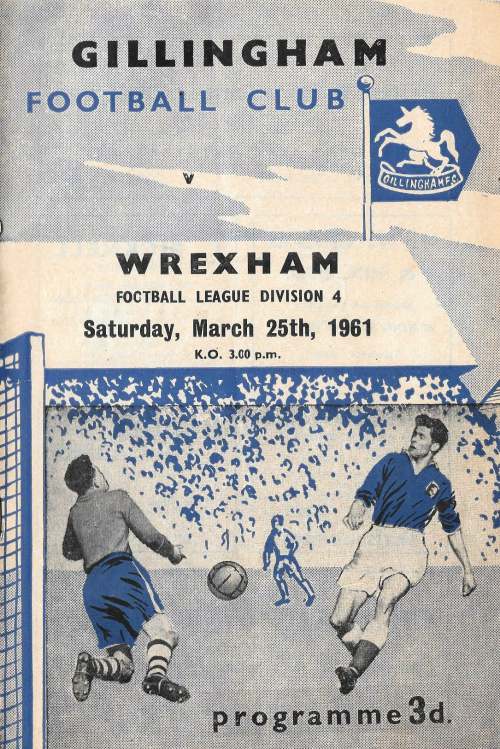 GILLINGHAM
FOOTBALL CLUB
GILLINGHAM F.C.
v
WREXHAM
FOOTBALL LEAGUE DIVISION 4
Saturday, March 25th, 1961
K.O. 3.00 p.m.
programme 3d.